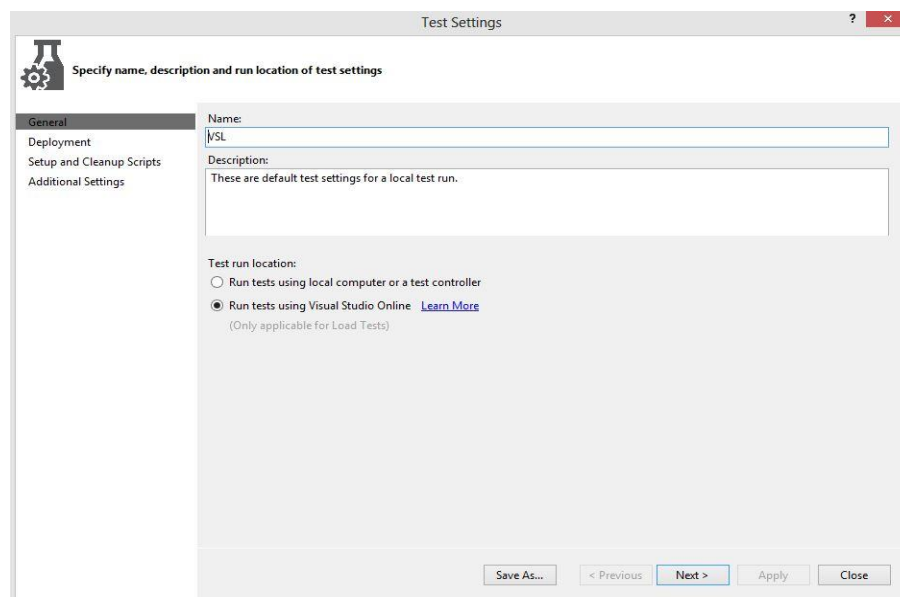 Test Settings
?
Specify name, description and run location of test settings
General
Deployment
Setup and Cleanup Scripts
Additional Settings
Name:
VSL
Description:
These are default test settings for a local test run.
Test run location:
Run tests using local computer or a test controller
Run tests using Visual Studio Online Learn More
(Only applicable for Load Tests)
Save As... < Previous Next > Apply Close